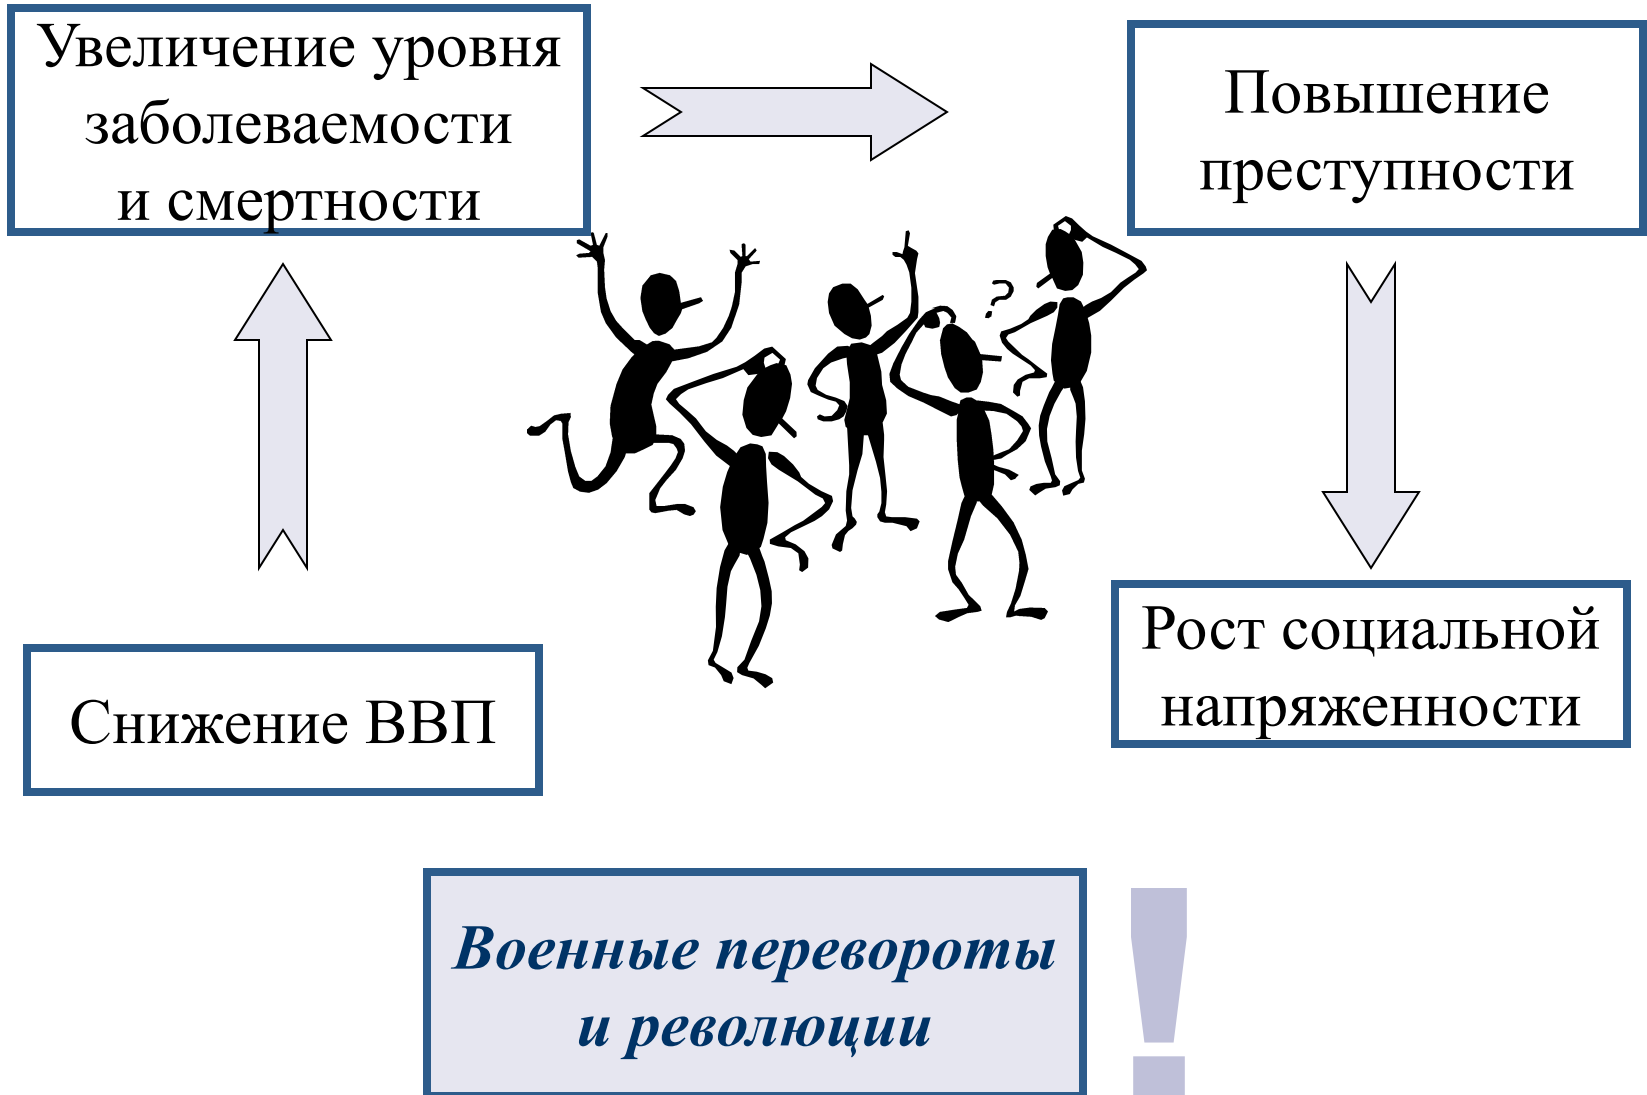 Увеличение уровня
заболеваемости
и смертности
Повышение
преступности
?
Снижение ВВП
Рост социальной
напряженности
Военные перевороты
и революции
!